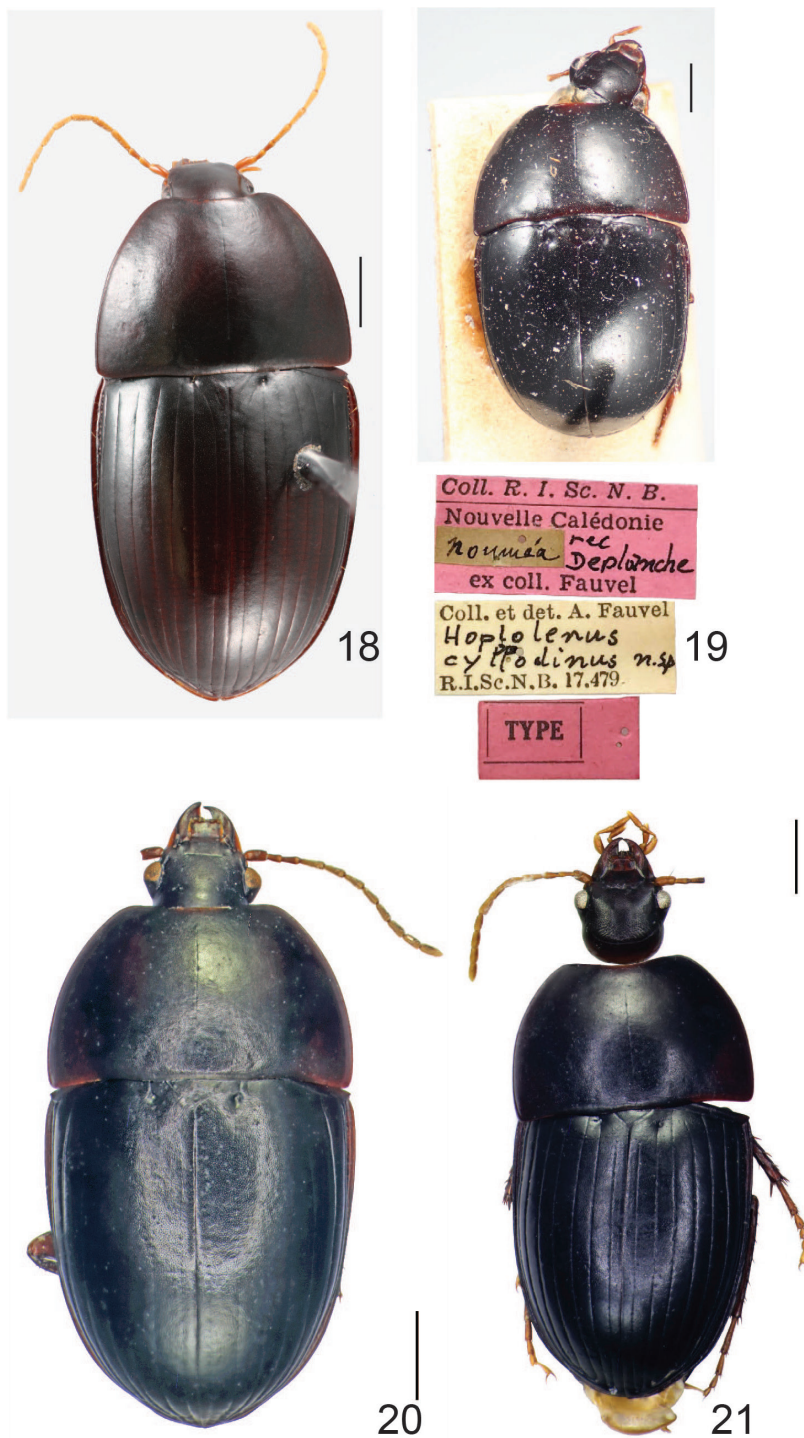 18
Coll. R. I. Sc. N. B.
Nouvelle Calédonie
Nouméa rec
Deplanche
ex coll. Fauvel
Coll. et det. A. Fauvel
Hoplolenus
cyllodinus n.sp
R.I.Sc.N.B. 17.479
19
TYPE
20
21